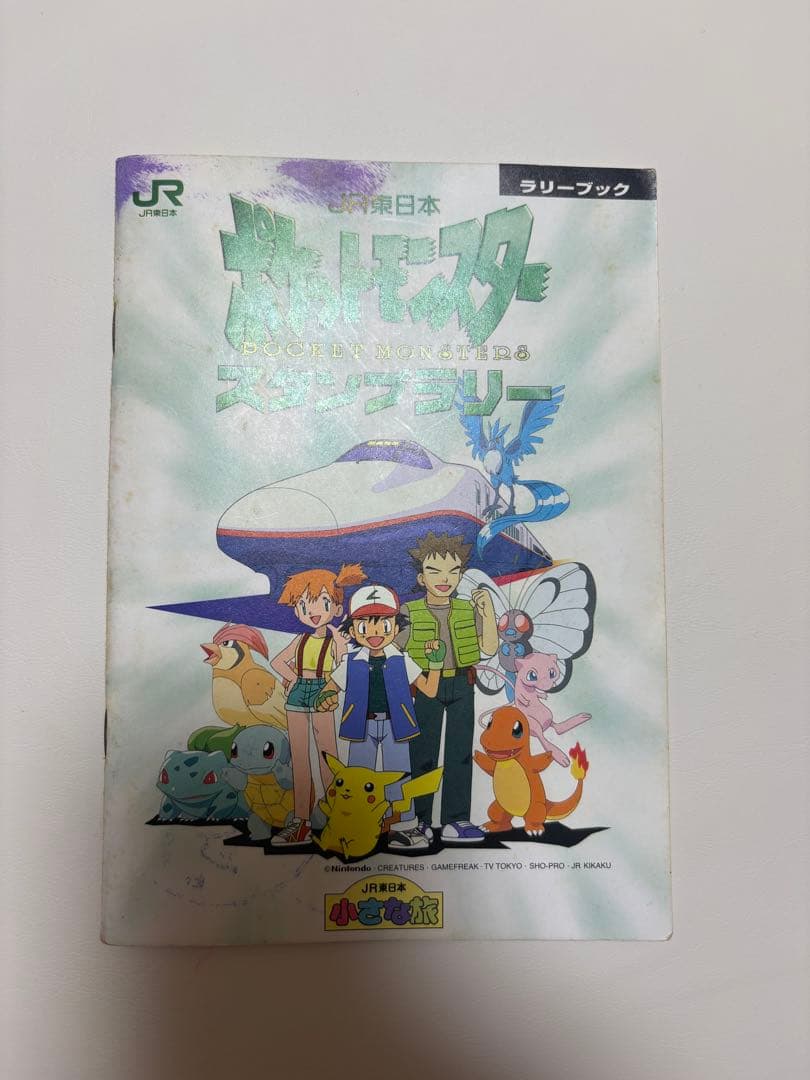 JR
JR東日本
ラリーブック
JR東日本
ポケットモンスター
POCKET MONSTERS
スタンプラリー
©Nintendo・CREATURES・GAMEFREAK・TV TOKYO・SHO-PRO・JR KIKAKU
JR東日本
小さな旅